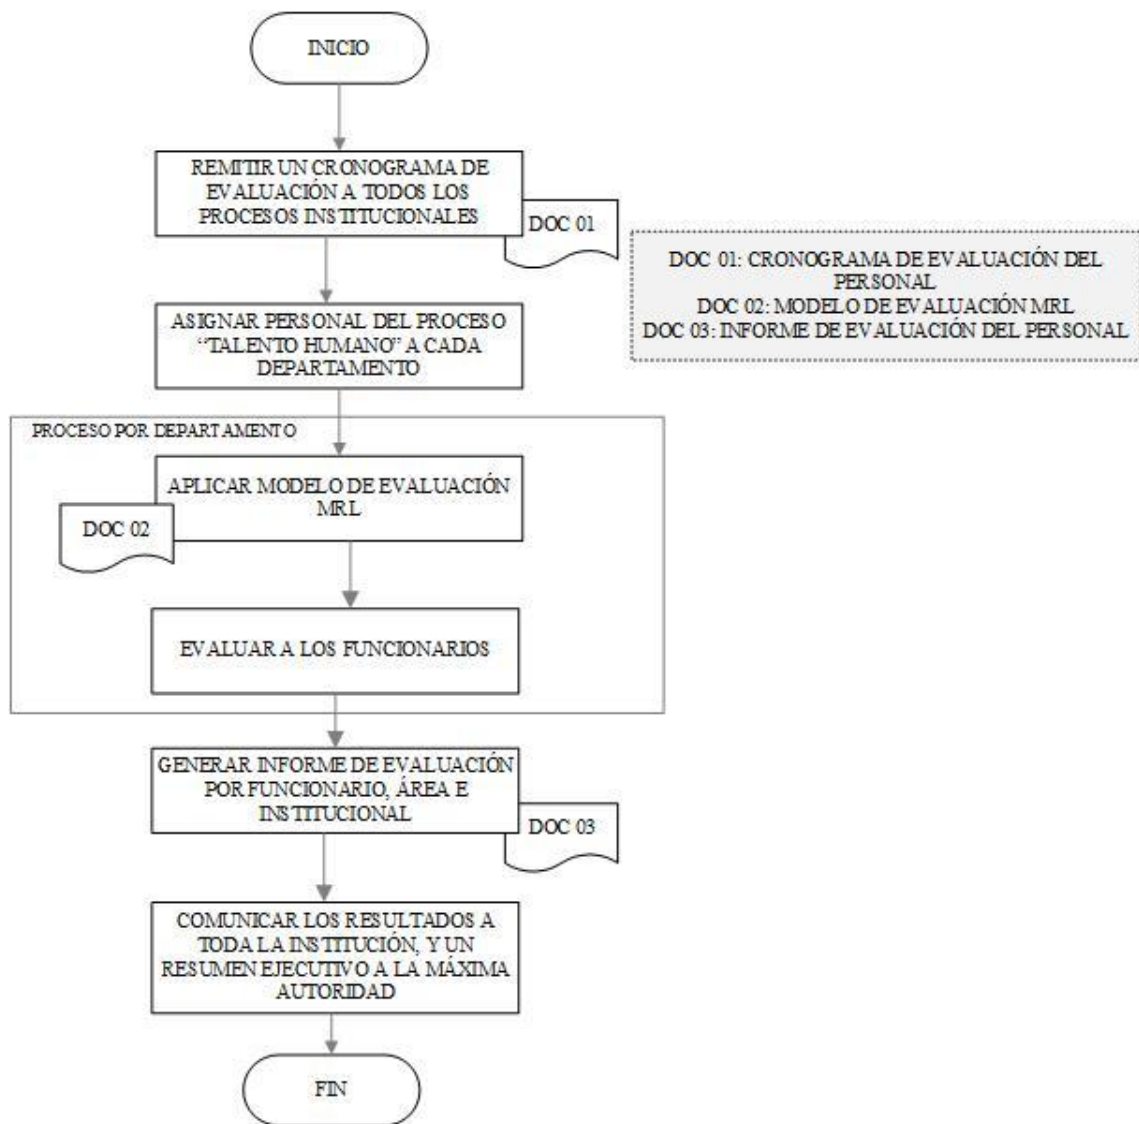 INICIO
REMITIR UN CRONOGRAMA DE
EVALUACIÓN A TODOS LOS
PROCESOS INSTITUCIONALES
DOC 01
DOC 01: CRONOGRAMA DE EVALUACIÓN DEL
PERSONAL
DOC 02: MODELO DE EVALUACIÓN MRL
DOC 03: INFORME DE EVALUACIÓN DEL PERSONAL
ASIGNAR PERSONAL DEL PROCESO
“TALENTO HUMANO” A CADA
DEPARTAMENTO
PROCESO POR DEPARTAMENTO
APLICAR MODELO DE EVALUACIÓN
MRL
DOC 02
EVALUAR A LOS FUNCIONARIOS
GENERAR INFORME DE EVALUACIÓN
POR FUNCIONARIO, ÁREA E
INSTITUCIONAL
DOC 03
COMUNICAR LOS RESULTADOS A
TODA LA INSTITUCIÓN, Y UN
RESUMEN EJECUTIVO A LA MÁXIMA
AUTORIDAD
FIN